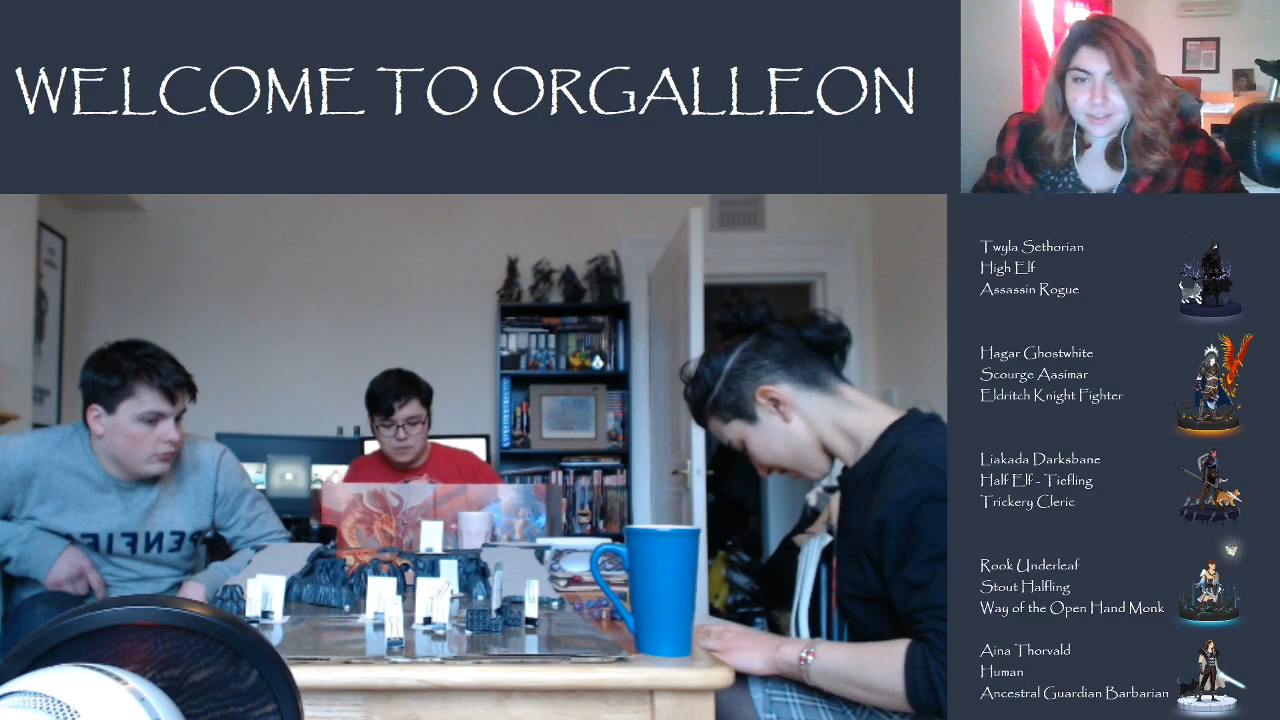 WELCOME TO ORGALLEON
Twyla Sethorian
High Elf
Assassin Rogue
Hagar Ghostwhite
Scourge Aasimar
Eldritch Knight Fighter
Liakada Darksbane
Half Elf - Tiefling
Trickery Cleric
Rook Underleaf
Stout Halfling
Way of the Open Hand Monk
Aina Thorvald
Human
Ancestral Guardian Barbarian
PENFIE